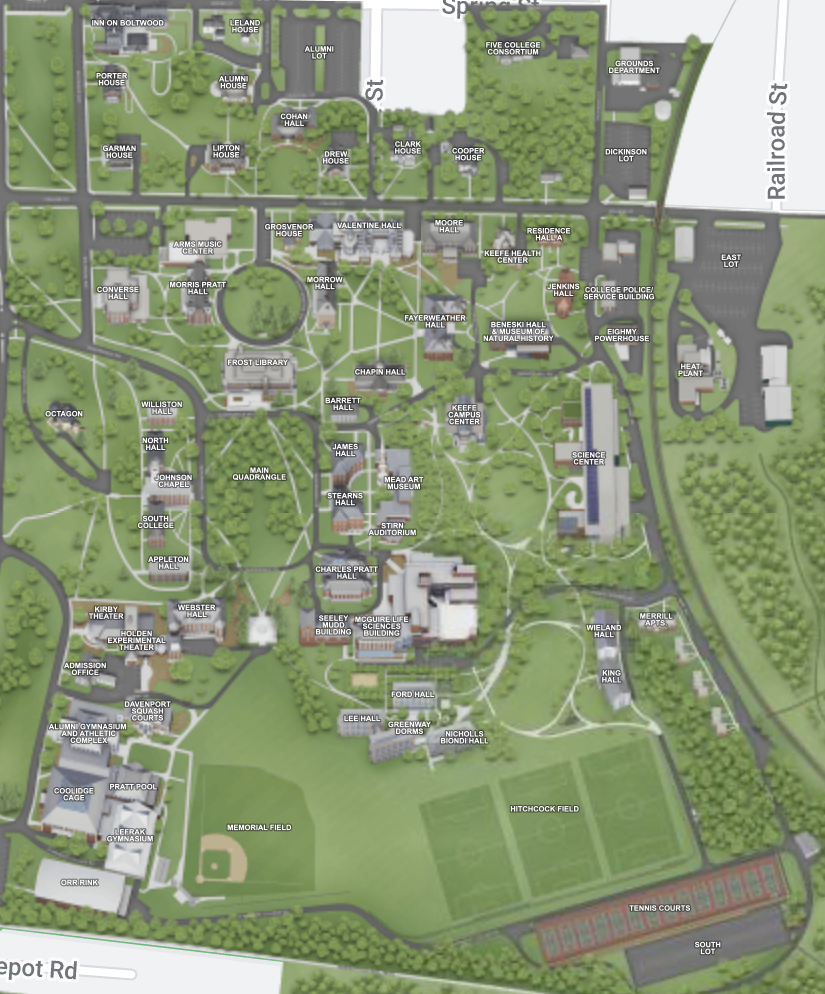 Spring St
INN ON BOLTWOOD
LELAND
HOUSE
ALUMNI
LOT
FIVE COLLEGE
CONSORTIUM
GROUNDS
DEPARTMENT
PORTER
HOUSE
ALUMNI
HOUSE
St
Railroad St
COHAN
HALL
GARMAN
HOUSE
LIPTON
HOUSE
DREW
HOUSE
CLARK
HOUSE
COOPER
HOUSE
DICKINSON
LOT
ARMS MUSIC
CENTER
GROSVENOR
HOUSE
VALENTINE HALL
MOORE
HALL
RESIDENCE
HALL A
KEEFE HEALTH
CENTER
EAST
LOT
CONVERSE
HALL
MORRIS PRATT
HALL
MORROW
HALL
JENKINS
HALL
COLLEGE POLICE/
SERVICE BUILDING
FAYERWEATHER
HALL
BENESKI HALL
& MUSEUM OF
NATURAL HISTORY
EIGHMY
POWERHOUSE
FROST LIBRARY
CHAPIN HALL
HEAT
PLANT
OCTAGON
WILLISTON
HALL
BARRETT
HALL
KEEFE
CAMPUS
CENTER
NORTH
HALL
JAMES
HALL
SCIENCE
CENTER
JOHNSON
CHAPEL
MAIN
QUADRANGLE
MEAD ART
MUSEUM
STEARNS
HALL
SOUTH
COLLEGE
STIRN
AUDITORIUM
APPLETON
HALL
CHARLES PRATT
HALL
KIRBY
THEATER
WEBSTER
HALL
HOLDEN
EXPERIMENTAL
THEATER
SEELEY
MUDD
BUILDING
MCGUIRE LIFE
SCIENCES
BUILDING
WIELAND
HALL
MERRILL
APTS
ADMISSION
OFFICE
KING
HALL
FORD HALL
DAVENPORT
SQUASH
COURTS
LEE HALL
GREENWAY
DORMS
NICHOLLS
BIONDI HALL
ALUMNI GYMNASIUM
AND ATHLETIC
COMPLEX
COOLIDGE
CAGE
PRATT POOL
HITCHCOCK FIELD
MEMORIAL FIELD
LEFRAK
GYMNASIUM
ORR RINK
TENNIS COURTS
SOUTH
LOT
epot Rd